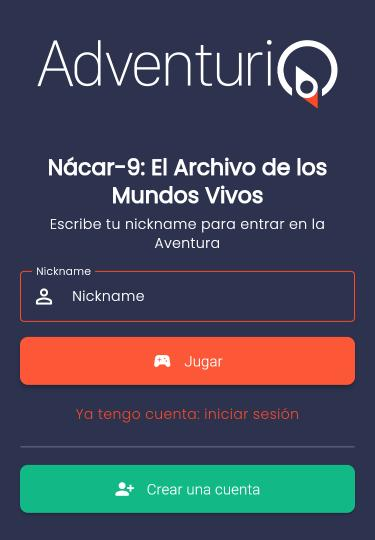 AdventuriQ
Nácar-9: El Archivo de los
Mundos Vivos
Escribe tu nickname para entrar en la
Aventura
Nickname
Nickname
Jugar
Ya tengo cuenta: iniciar sesión
Crear una cuenta